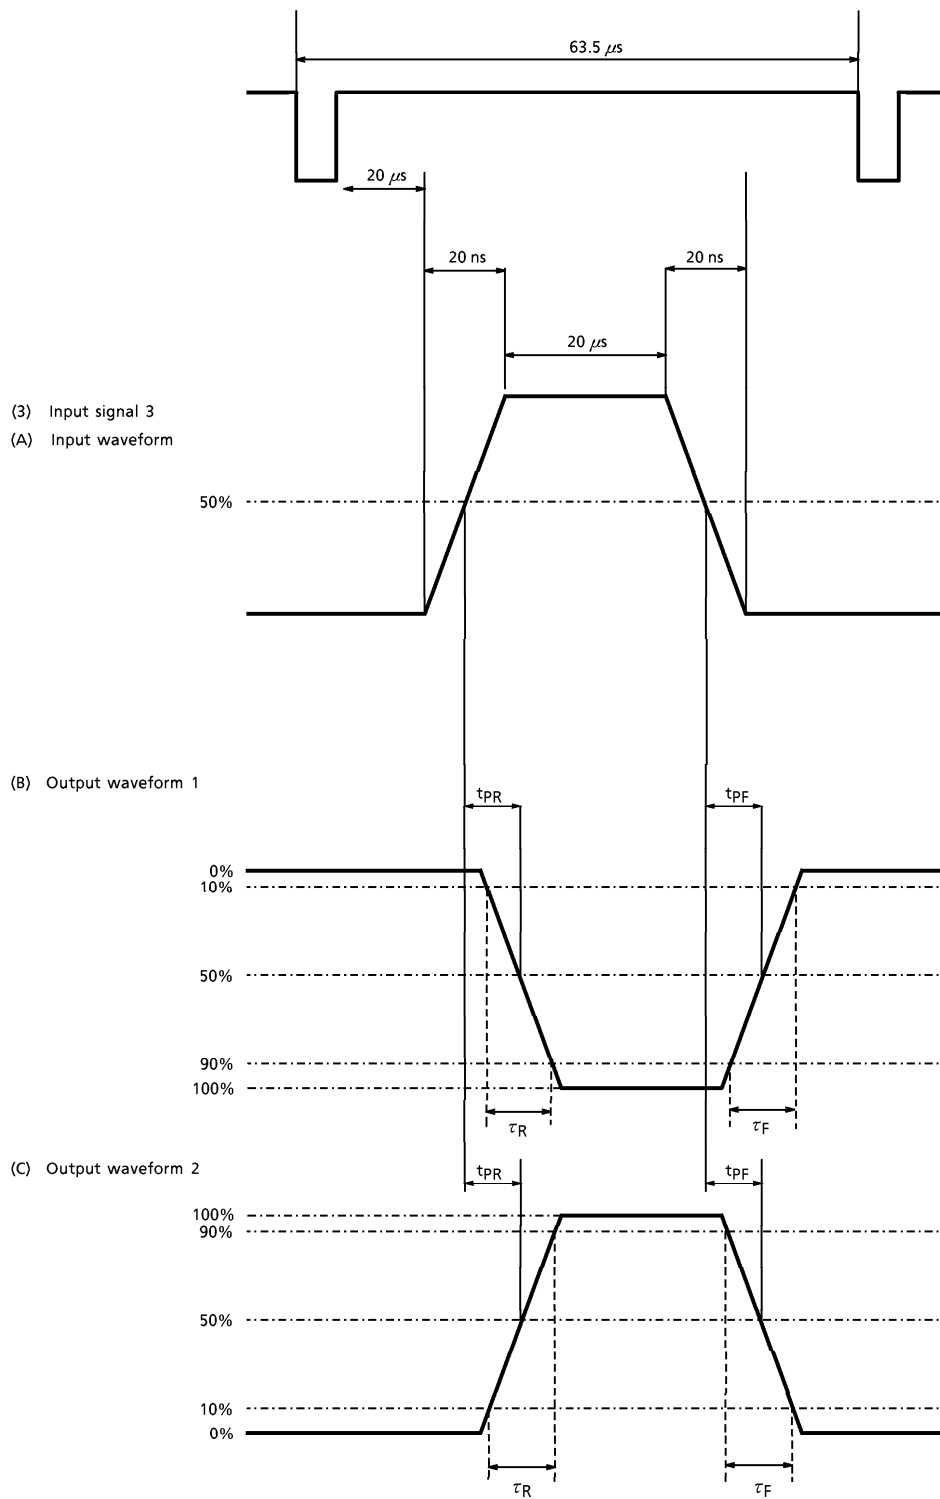 63.5 μs
20 μs
20 ns 20 ns
20 μs
(3) Input signal 3
(A) Input waveform
50%
(B) Output waveform 1
tPR tPF
0%
10%
50%
90%
100%
τR τF
(C) Output waveform 2
tPR tPF
100%
90%
50%
10%
0%
τR τF